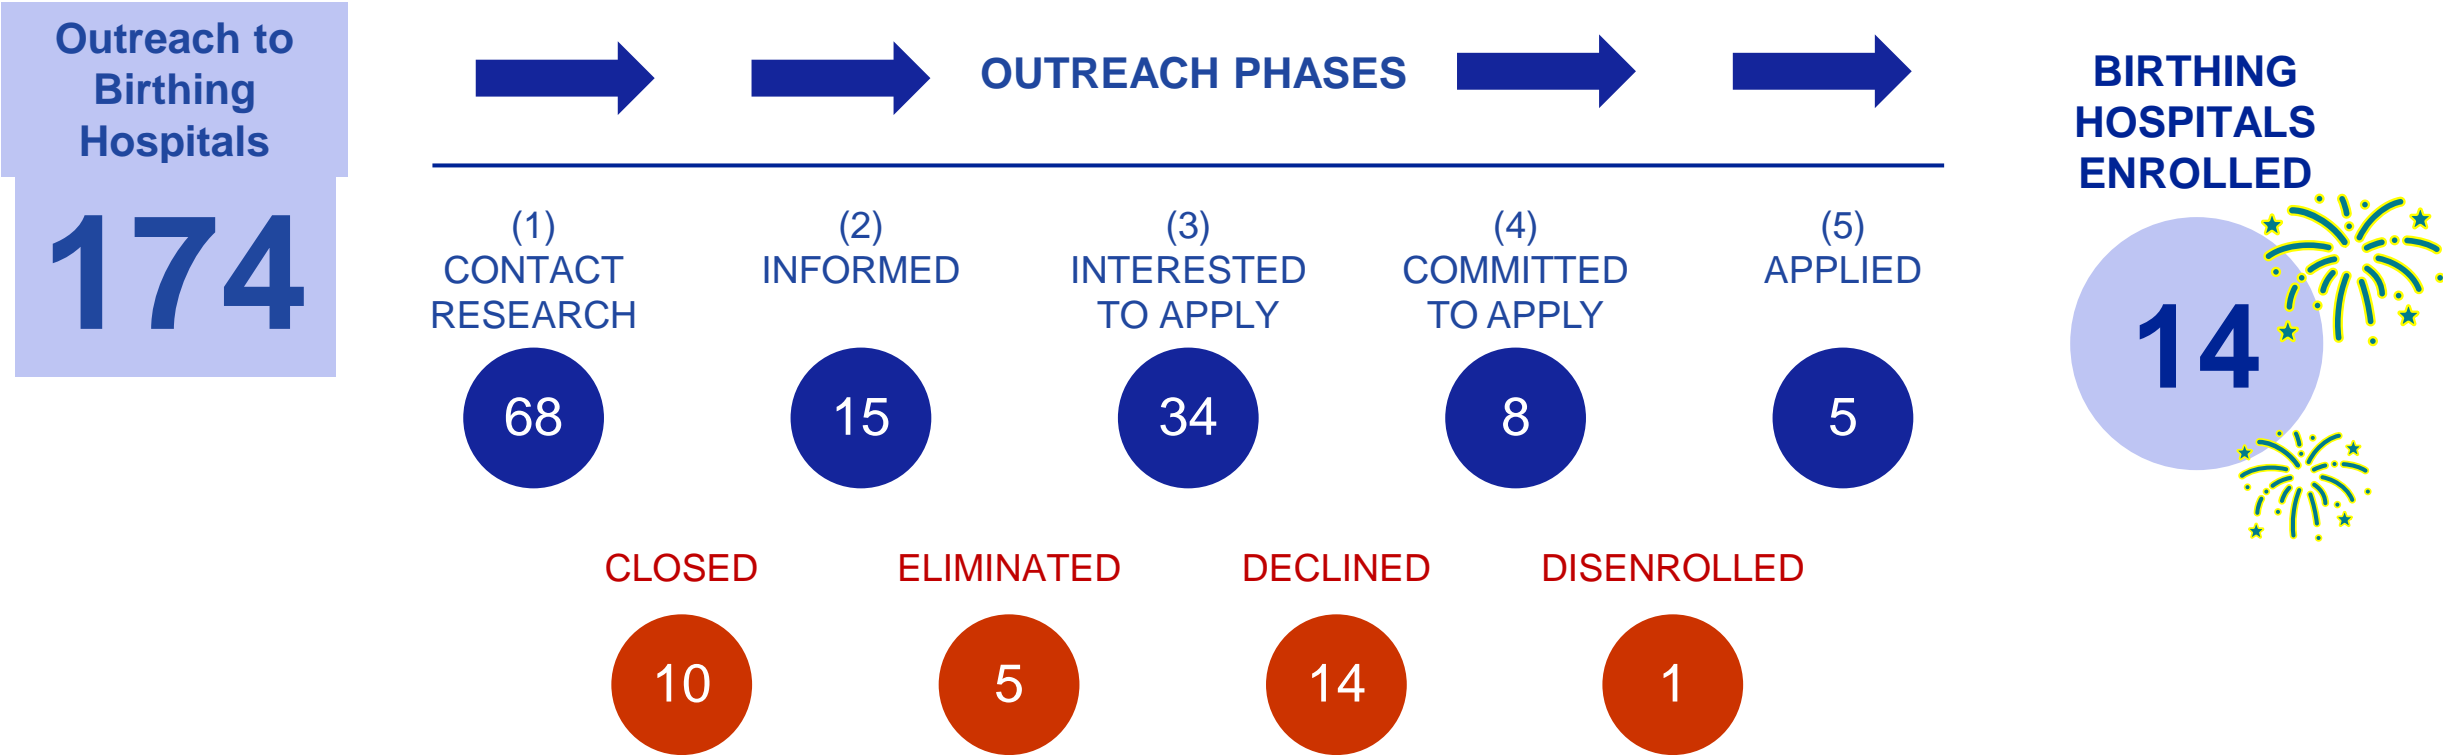 Outreach to
Birthing
Hospitals
174
OUTREACH PHASES
(1)
CONTACT
RESEARCH
68
(2)
INFORMED
15
(3)
INTERESTED
TO APPLY
34
(4)
COMMITTED
TO APPLY
8
(5)
APPLIED
5
CLOSED
10
ELIMINATED
5
DECLINED
14
DISENROLLED
1
BIRTHING
HOSPITALS
ENROLLED
14